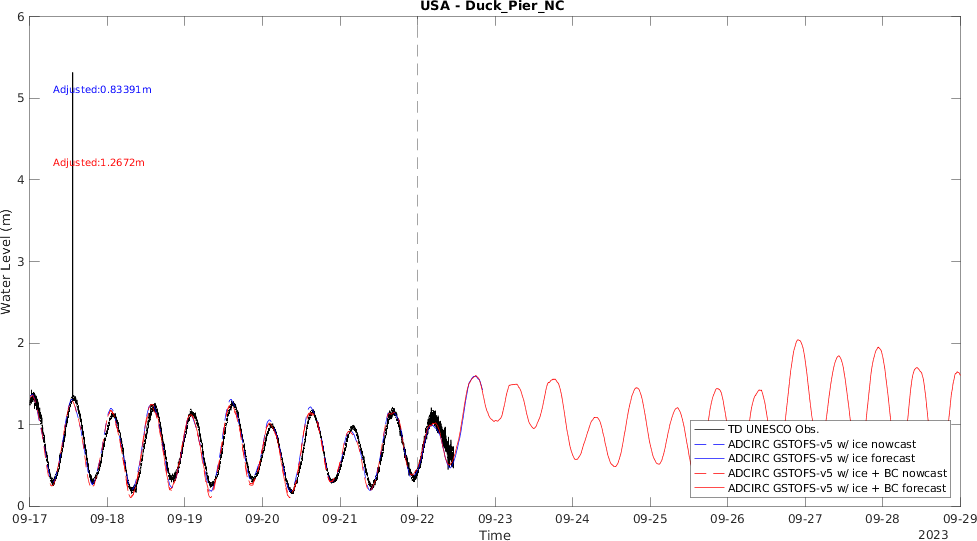 USA - Duck_Pier_NC
6
5
4
3
2
1
0
Water Level (m)
Adjusted:0.83391m
Adjusted:1.2672m
TD UNESCO Obs.
ADCIRC GSTOFS-v5 w/ ice nowcast
ADCIRC GSTOFS-v5 w/ ice forecast
ADCIRC GSTOFS-v5 w/ ice + BC nowcast
ADCIRC GSTOFS-v5 w/ ice + BC forecast
09-17 09-18 09-19 09-20 09-21 09-22 09-23 09-24 09-25 09-26 09-27 09-28 09-29
Time
2023